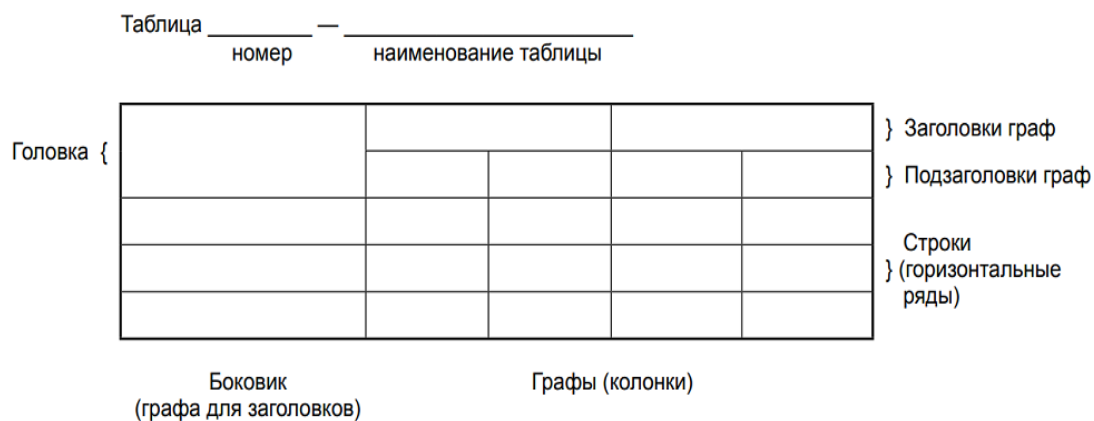 Таблица ________ — ______________________
номер наименование таблицы
} Заголовки граф
Головка {
} Подзаголовки граф
Строки
} (горизонтальные
ряды)
Боковик Графы (колонки)
(графа для заголовков)